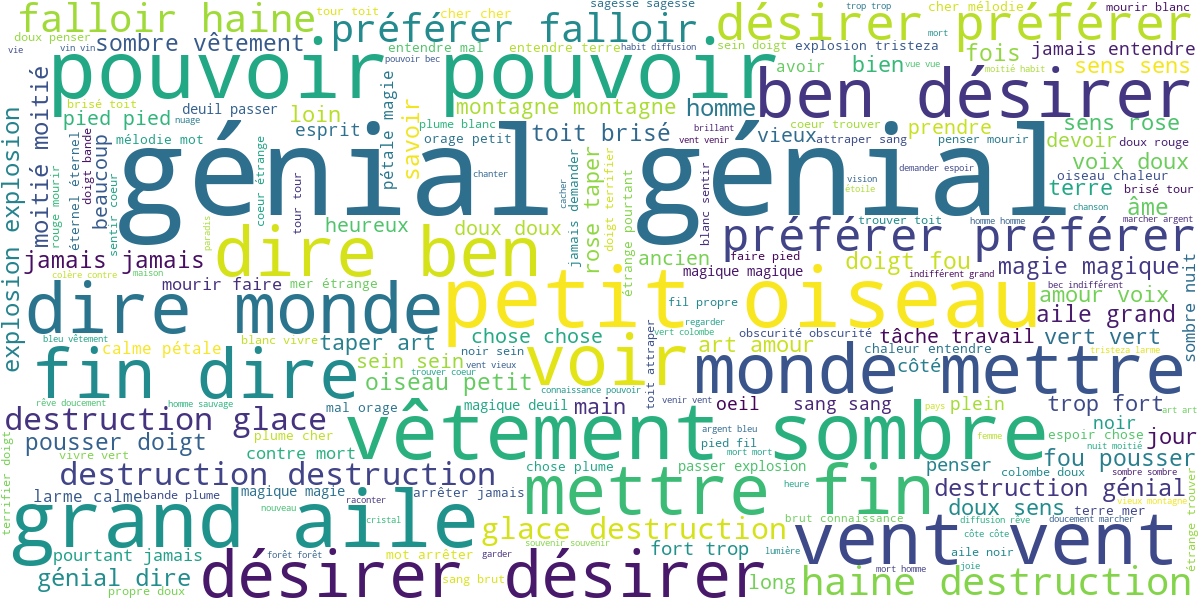 sagesse sagesse
falloir haine
tour toit
cher cher
préférer falloir
désirer préférer
trop trop
cher mélodie
mourir blanc
doux penser
vie
vin vin
sombre vêtement
entendre mal
entendre terre
habit diffusion
sein doigt
explosion tristeza
mort
fois
jamais entendre
pouvoir pouvoir
pouvoir bec
avoir
bien
vue vue
moitié habit
sens sens
ben désirer
explosion explosion
moitié moitié
brisé toit
pied pied
nuage
mélodie mot
deuil passer
loin
esprit
pétale magie
savoir
plume blanc
orage petit
montagne montagne
homme
toit brisé
brillant
vent venir
vieux
coeur trouver
attraper sang
prendre
penser mourir
sens rose
devoir
doux rouge
voix doux
génial génial
rouge mourir
éternel éternel
doigt bande
beaucoup
sentir coeur
coeur étrange
tour tour
chanter
cacher
jamais demander
rose taper
doigt terrifier
étrange pourtant
demander espoir
vision
étoile
oiseau chaleur
terre
brisé tour
chanson
âme
paradis
heureux
doux doux
blanc sentir
trouver toit
homme homme
marcher argent
préférer préférer
jamais jamais
colère contre
maison
dire ben
ancien
faire pied
magique magique
doigt fou
indifférent grand
magie magique
sombre nuit
mourir faire
mer étrange
dire monde
petit oiseau
fil propre
bec indifférent
amour voix
aile grand
bleu vêtement
blanc vivre
taper art
calme pétale
chose chose
noir sein
vent vieux
toit attraper
regarder
vert colombe
obscurité obscurité
art amour
tâche travail
vert vert
chaleur entendre
tristeza larme
fin dire
sein sein
trouver coeur
oiseau petit
voir
connaissance pouvoir
côté
monde mettre
rêve doucement
homme sauvage
mal orage
magique deuil
main
venir vent
oeil
sang sang
plein
pays
trop fort
art art
destruction glace
vêtement sombre
argent bleu
pied fil
mort mort
femme
noir
espoir chose
nuit moitié
jour
terrifier doigt
pousser doigt
plume cher
vivre vert
contre mort
fou pousser
destruction destruction
chose plume
passer explosion
heure
penser
colombe doux
sombre sombre
étrange trouver
larme calme
bande plume
magique magie
raconter
arrêter jamais
mettre fin
destruction génial
vieux montagne
grand aile
nouveau
cristal
glace destruction
brut connaissance
doux sens
terre mer
diffusion rêve
doucement marcher
côte côte
vent vent
souvenir souvenir
pourtant jamais
forêt forêt
mot arrêter
garder
fort trop
lumière
aile noir
génial dire
propre doux
désirer désirer
sang brut
long
mort homme
joie
haine destruction